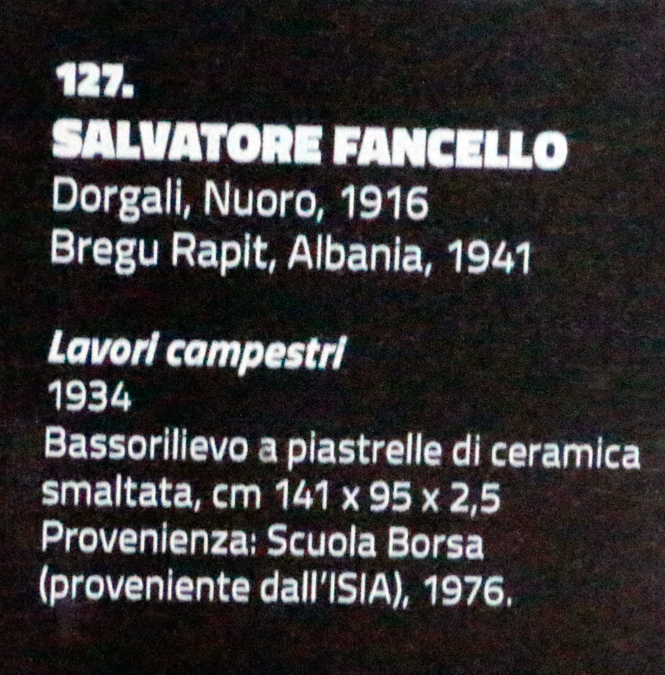 127.
SALVATORE FANCELLO
Dorgali, Nuoro, 1916
Bregu Rapit, Albania, 1941
Lavori campestri
1934
Bassorilievo a piastrelle di ceramica
smaltata, cm 141 x 95 x 2,5
Provenienza: Scuola Borsa
(proveniente dall'ISIA), 1976.